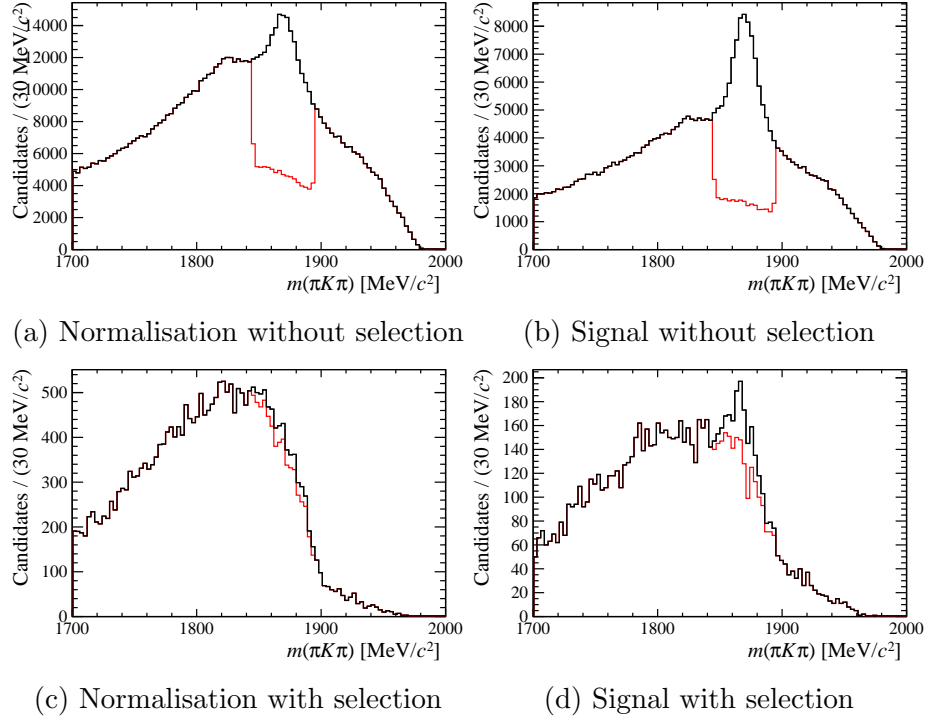 Candidates / (30 MeV/c²)
14000
12000
10000
8000
6000
4000
2000
0
1700 1800 1900 2000
m(πKπ) [MeV/c²]
(a) Normalisation without selection
Candidates / (30 MeV/c²)
8000
7000
6000
5000
4000
3000
2000
1000
0
1700 1800 1900 2000
m(πKπ) [MeV/c²]
(b) Signal without selection
Candidates / (30 MeV/c²)
500
400
300
200
100
0
1700 1800 1900 2000
m(πKπ) [MeV/c²]
(c) Normalisation with selection
Candidates / (30 MeV/c²)
200
180
160
140
120
100
80
60
40
20
0
1700 1800 1900 2000
m(πKπ) [MeV/c²]
(d) Signal with selection